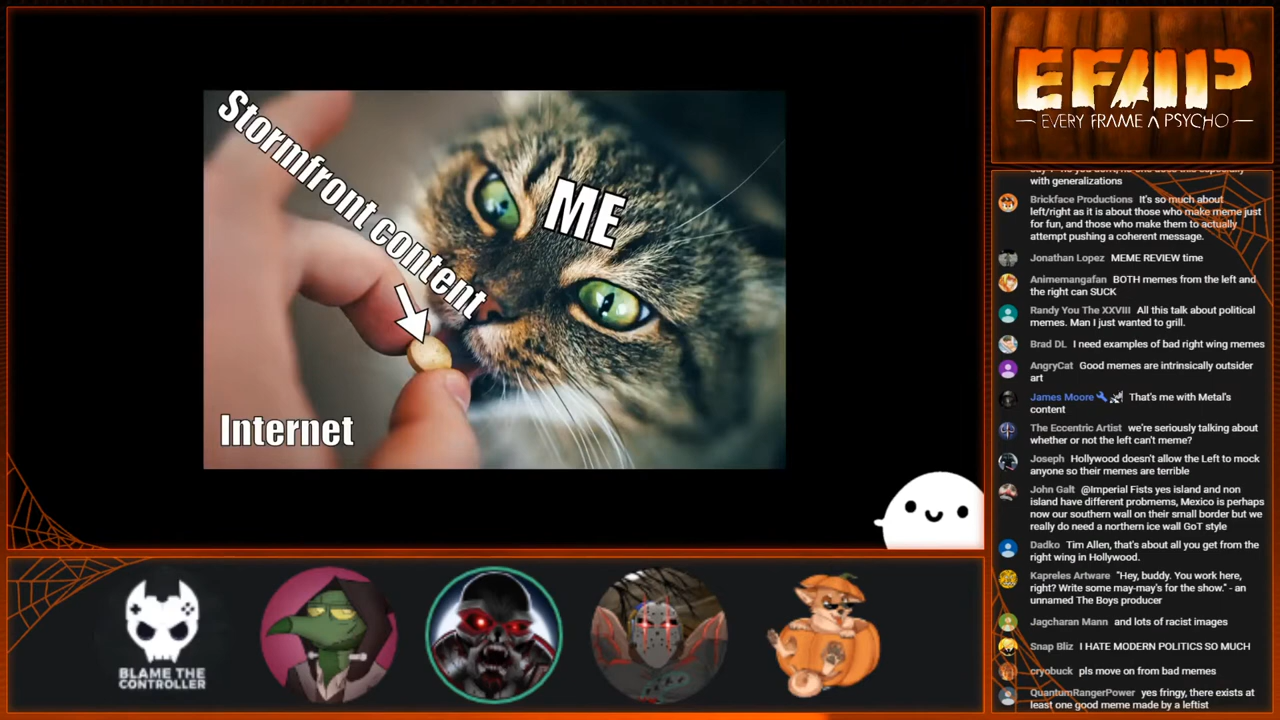 Stormfront content
ME
Internet
BLAME THE
CONTROLLER
EFAP
EVERY FRAME A PSYCHO
with generalizations
Brickface Productions It's so much about
left/right as it is about those who make meme just
for fun, and those who make them to actually
attempt pushing a coherent message.
Jonathan Lopez MEME REVIEW time
Animemangafan BOTH memes from the left and
the right can SUCK
Randy You The XXVIII All this talk about political
memes. Man I just wanted to grill.
Brad DL I need examples of bad right wing memes
AngryCat Good memes are intrinsically outsider
art
James Moore That's me with Metal's
content
The Eccentric Artist we're seriously talking about
whether or not the left can't meme?
Joseph Hollywood doesn't allow the Left to mock
anyone so their memes are terrible
John Galt @Imperial Fists yes island and non
island have different probmems, Mexico is perhaps
now our southern wall on their small border but we
really do need a northern ice wall GoT style
Dadko Tim Allen, that's about all you get from the
right wing in Hollywood.
Kapreles Artware "Hey, buddy. You work here,
right? Write some may-may's for the show." - an
unnamed The Boys producer
Jagcharan Mann and lots of racist images
Snap Bliz I HATE MODERN POLITICS SO MUCH
cryobuck pls move on from bad memes
QuantumRangerPower yes fringy, there exists at
least one good meme made by a leftist